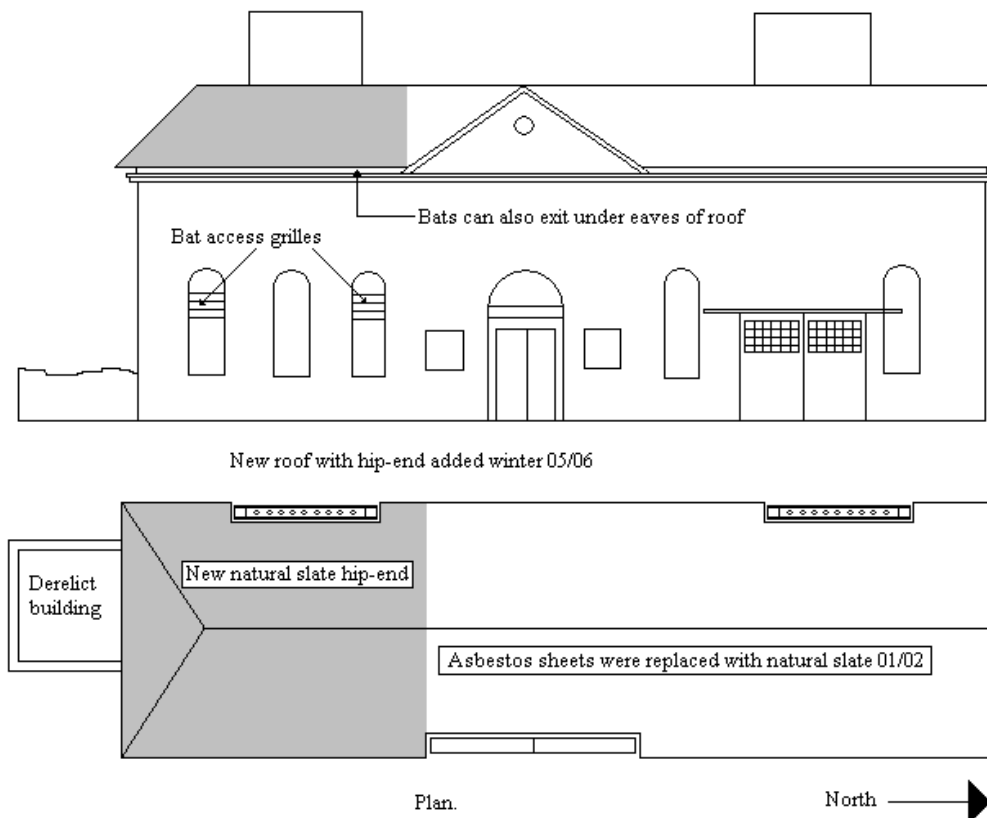 Bats can also exit under eaves of roof
Bat access grilles
New roof with hip-end added winter 05/06
New natural slate hip-end
Derelict
building
Asbestos sheets were replaced with natural slate 01/02
Plan.
North